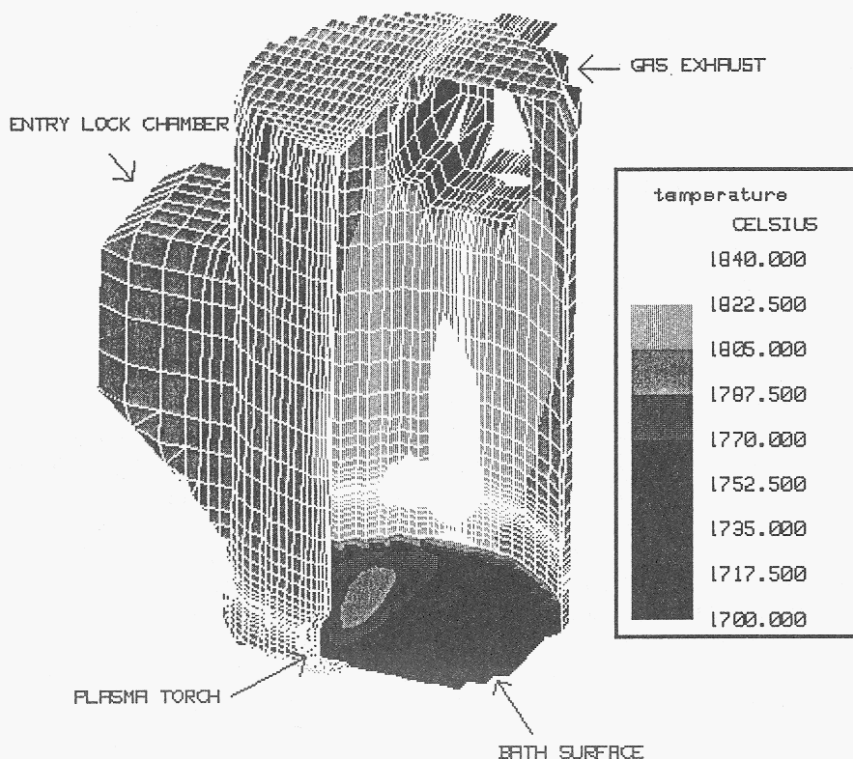 GAS EXHAUST
ENTRY LOCK CHAMBER
temperature
CELSIUS
1840.000
1822.500
1805.000
1787.500
1770.000
1752.500
1735.000
1717.500
1700.000
PLASMA TORCH
BATH SURFACE